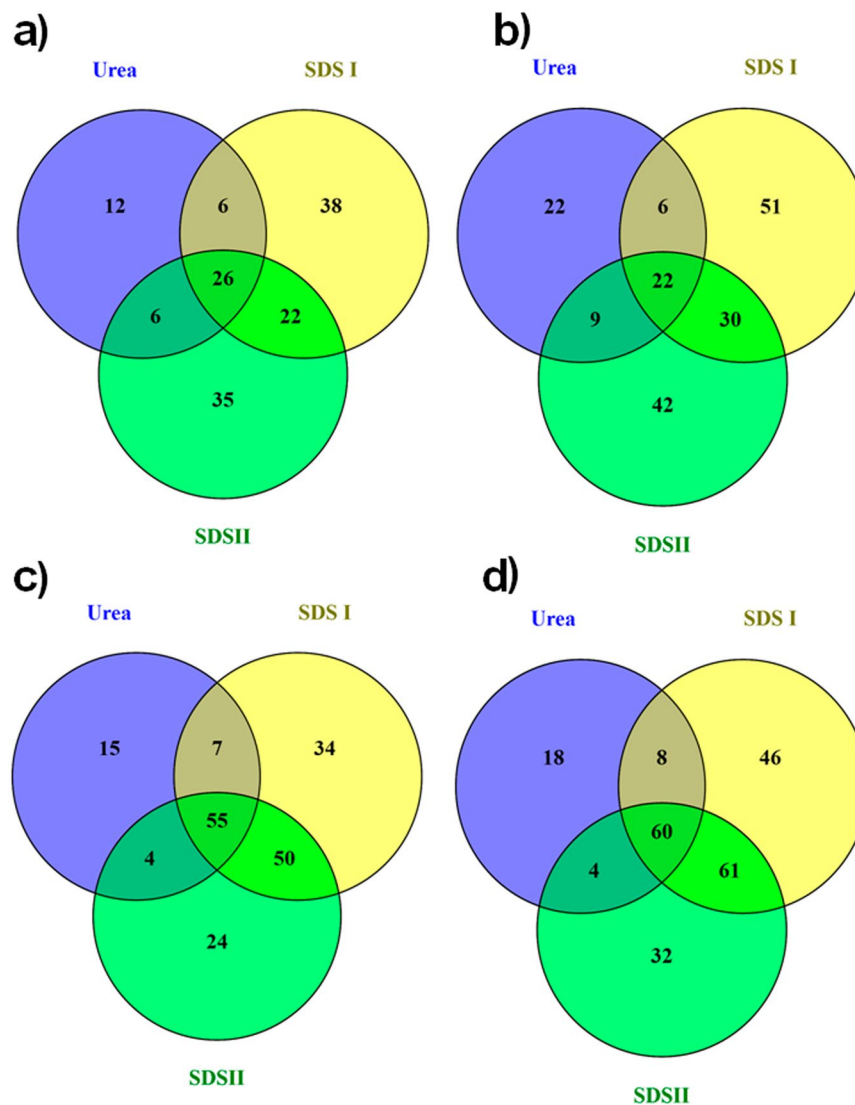 a)
b)
Urea SDS I
Urea SDS I
12 6 38
22 6 51
26
22
6 22
9 30
35
42
SDSII
SDSII
c)
d)
Urea SDS I
Urea SDS I
15 7 34
18 8 46
55
60
4 50
4 61
24
32
SDSII
SDSII